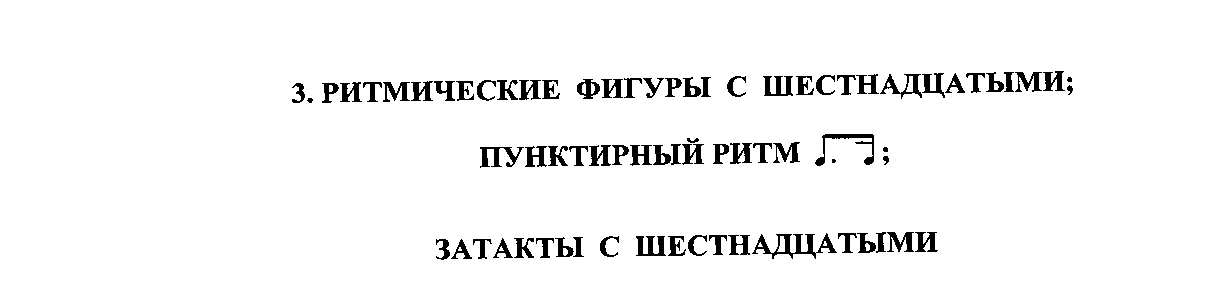 3. РИТМИЧЕСКИЕ ФИГУРЫ С ШЕСТНАДЦАТЫМИ;
ПУНКТИРНЫЙ РИТМ ;
ЗАТАКТЫ С ШЕСТНАДЦАТЫМИ